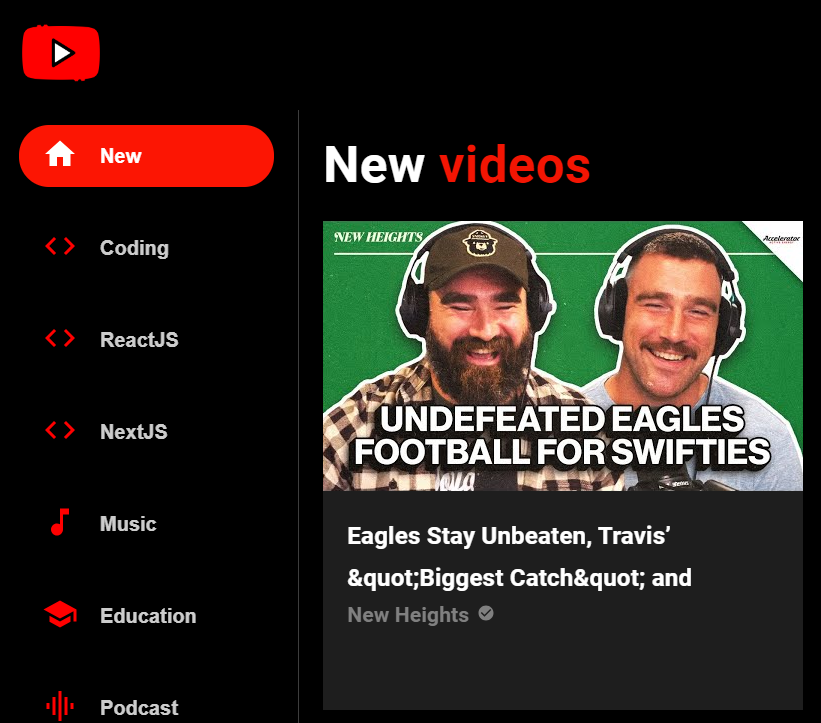 New
Coding
ReactJS
NextJS
Music
Education
Podcast
New videos
NEW HEIGHTS
Accelerator
UNDEFEATED EAGLES
FOOTBALL FOR SWIFTIES
Eagles Stay Unbeaten, Travis’
&quot;Biggest Catch&quot; and
New Heights